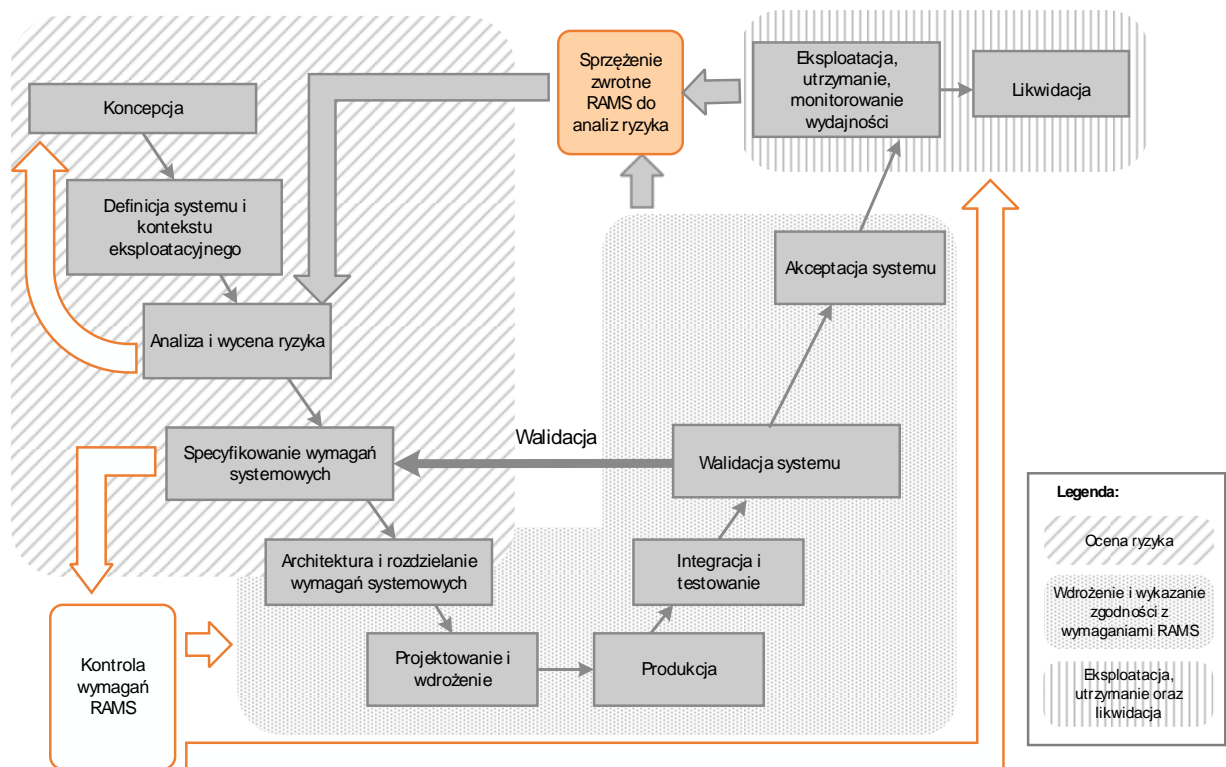 Koncepcja
Definicja systemu i
kontekstu
eksploatacyjnego
Analiza i wycena ryzyka
Specyfikowanie wymagań
systemowych
Architektura i rozdzielanie
wymagań systemowych
Projektowanie i
wdrożenie
Produkcja
Integracja i
testowanie
Walidacja systemu
Walidacja
Akceptacja systemu
Eksploatacja,
utrzymanie,
monitorowanie
wydajności
Likwidacja
Sprzężenie
zwrotne
RAMS do
analiz ryzyka
Kontrola
wymagań
RAMS
Legenda:
Ocena ryzyka
Wdrożenie i wykazanie
zgodności z
wymaganiami RAMS
Eksploatacja,
utrzymanie oraz
likwidacja